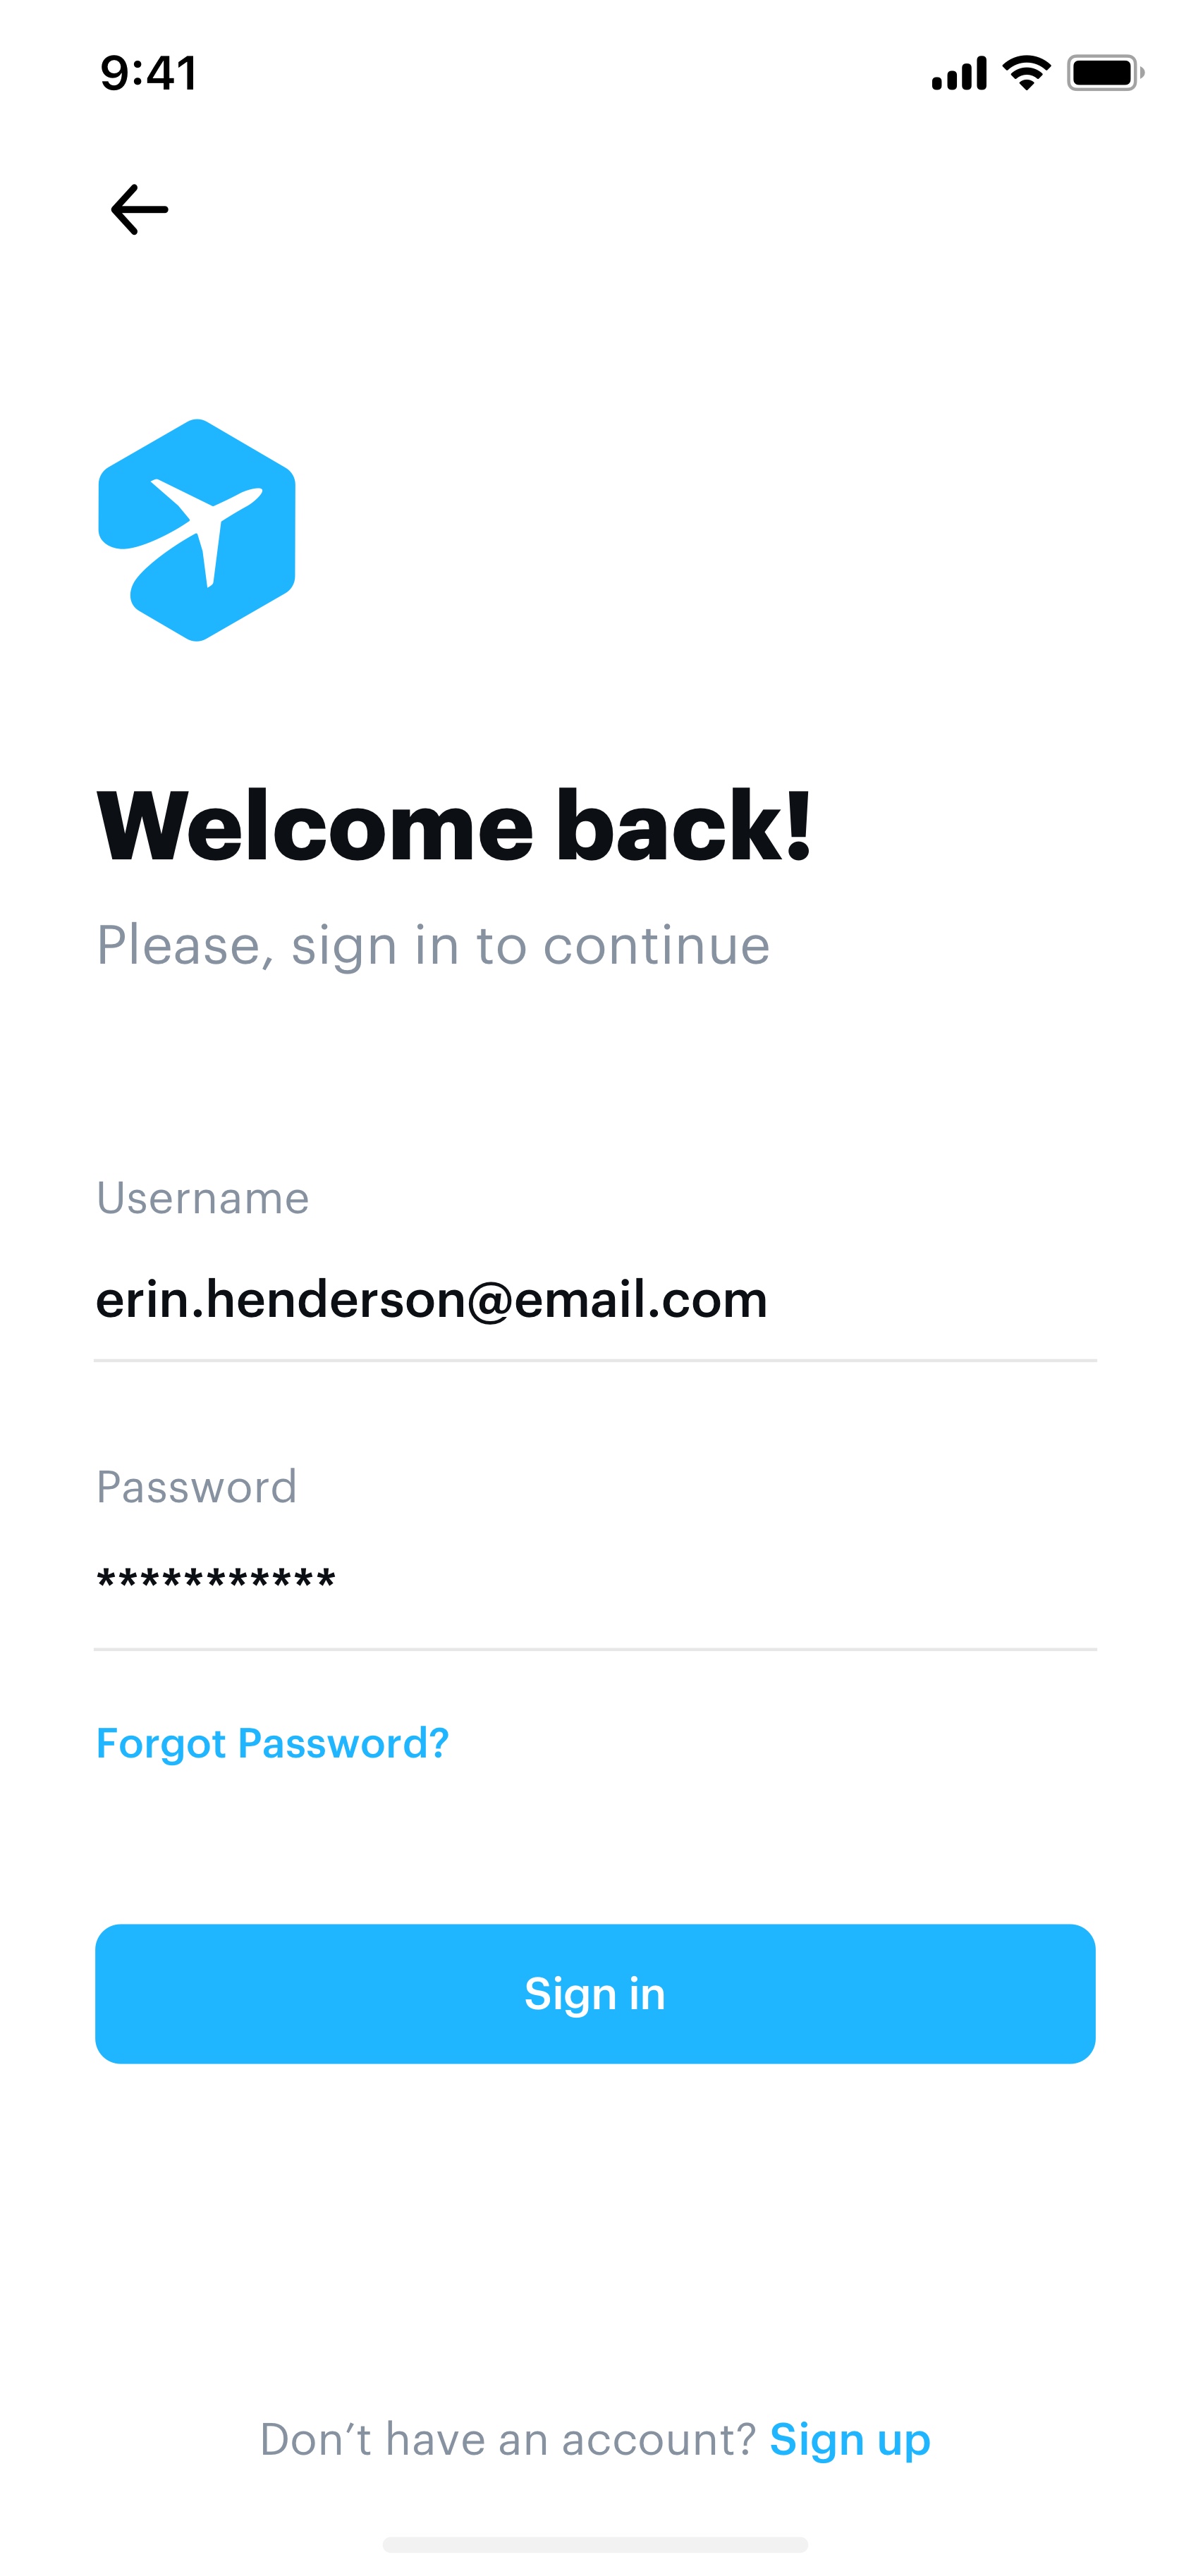 9:41
Welcome back!
Please, sign in to continue
Username
erin.henderson@email.com
Password
***********
Forgot Password?
Sign in
Don’t have an account? Sign up